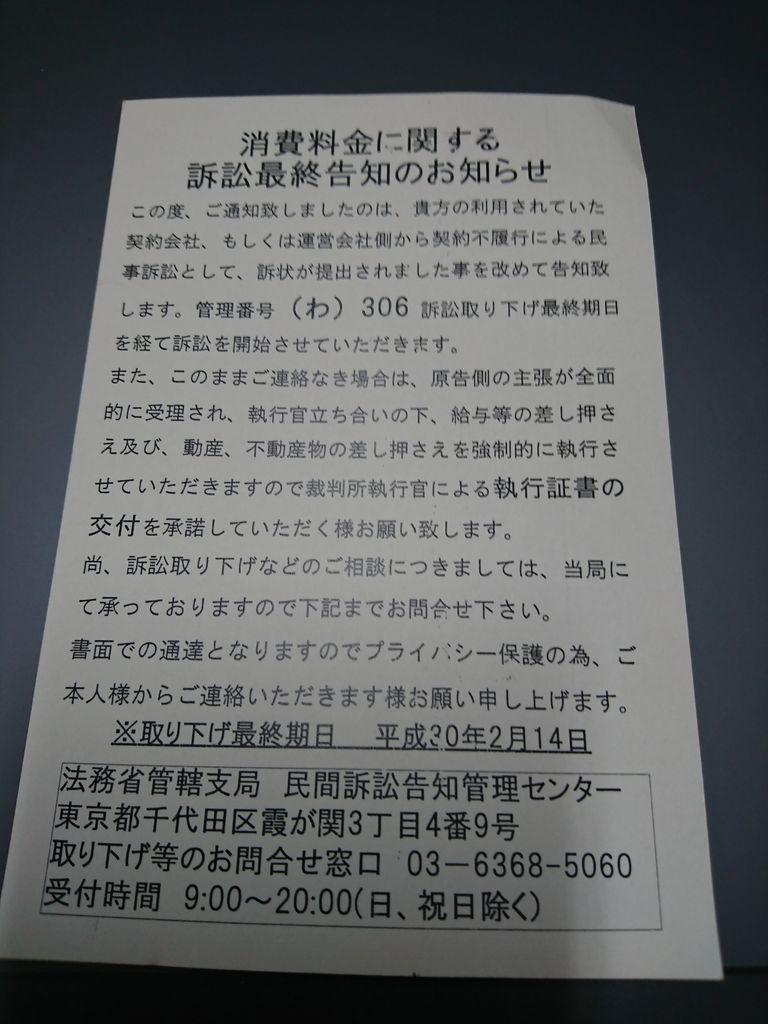 消費料金に関する
訴訟最終告知のお知らせ
この度、ご通知致しましたのは、貴方の利用されていた
契約会社、もしくは運営会社側から契約不履行による民
事訴訟として、訴状が提出されました事を改めて告知致
します。管理番号（わ）306 訴訟取り下げ最終期日
を経て訴訟を開始させていただきます。
また、このままご連絡なき場合は、原告側の主張が全面
的に受理され、執行官立ち合いの下、給与等の差し押さ
え及び、動産、不動産物の差し押さえを強制的に執行さ
せていただきますので裁判所執行官による執行証書の
交付を承諾していただく様お願い致します。
尚、訴訟取り下げなどのご相談につきましては、当局に
て承っておりますので下記までお問合せ下さい。
書面での通達となりますのでプライバシー保護の為、ご
本人様からご連絡いただきます様お願い申し上げます。
※取り下げ最終期日　平成30年2月14日
法務省管轄支局　民間訴訟告知管理センター
東京都千代田区霞が関3丁目4番9号
取り下げ等のお問合せ窓口　03－6368-5060
受付時間　9:00～20:00(日、祝日除く)